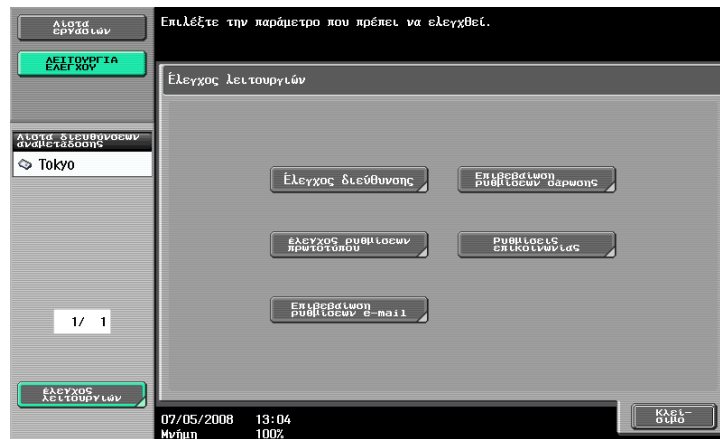 Λίστα
εργασιών
Επιλέξτε την παράμετρο που πρέπει να ελεγχθεί.
ΛΕΙΤΟΥΡΓΙΑ
ΕΛΕΓΧΟΥ
Έλεγχος λειτουργιών
Λίστα διευθύνσεων
αναμετάδοσης
Tokyo
Έλεγχος διεύθυνσης
Επιβεβαίωση
ρυθμίσεων σάρωσης
έλεγχος ρυθμίσεων
πρωτοτύπου
Ρυθμίσεις
επικοινωνίας
Επιβεβαίωση
ρυθμίσεων e-mail
1/ 1
έλεγχος
λειτουργιών
Κλεί-
σιμο
07/05/2008 13:04
Μνήμη 100%